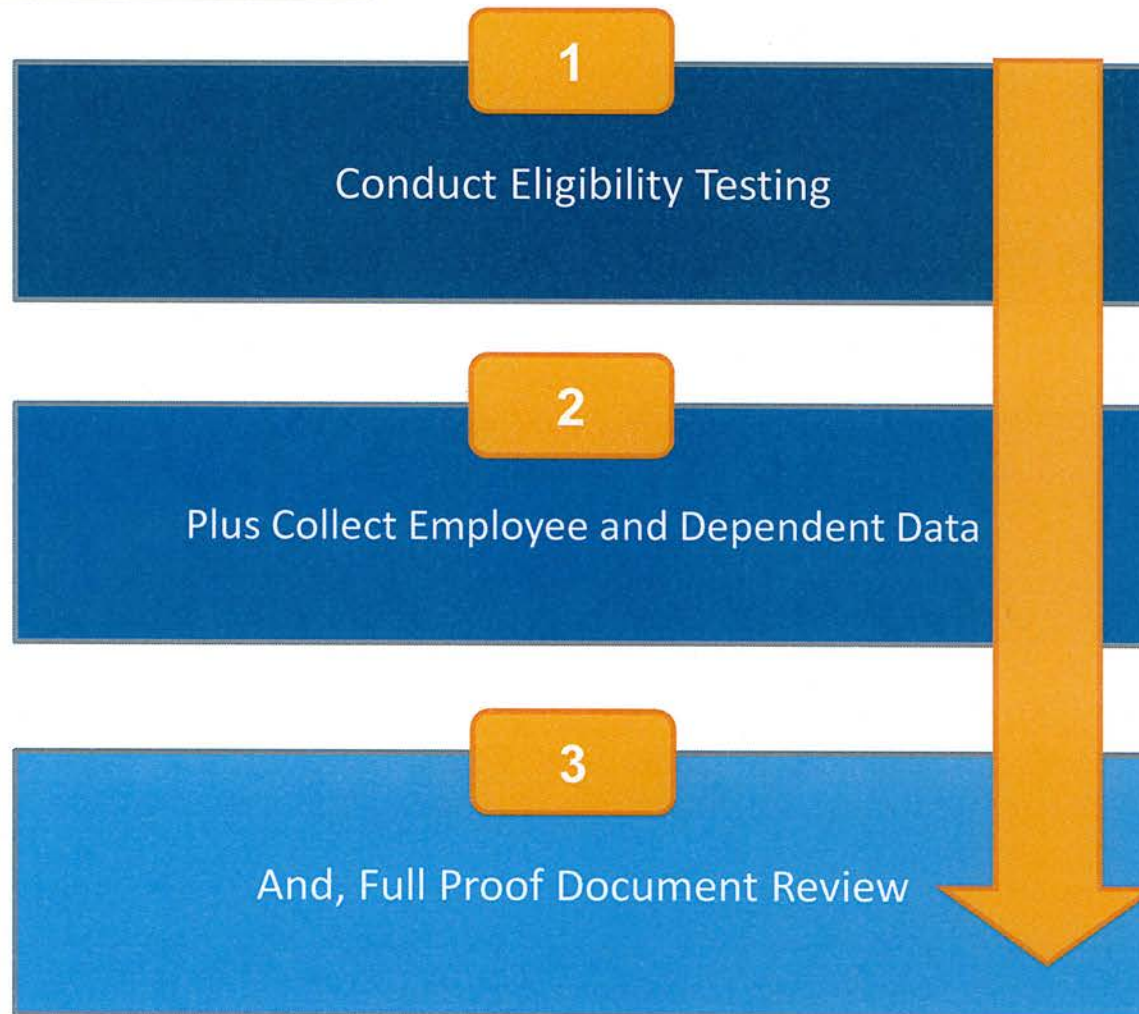 1
Conduct Eligibility Testing
2
Plus Collect Employee and Dependent Data
3
And, Full Proof Document Review